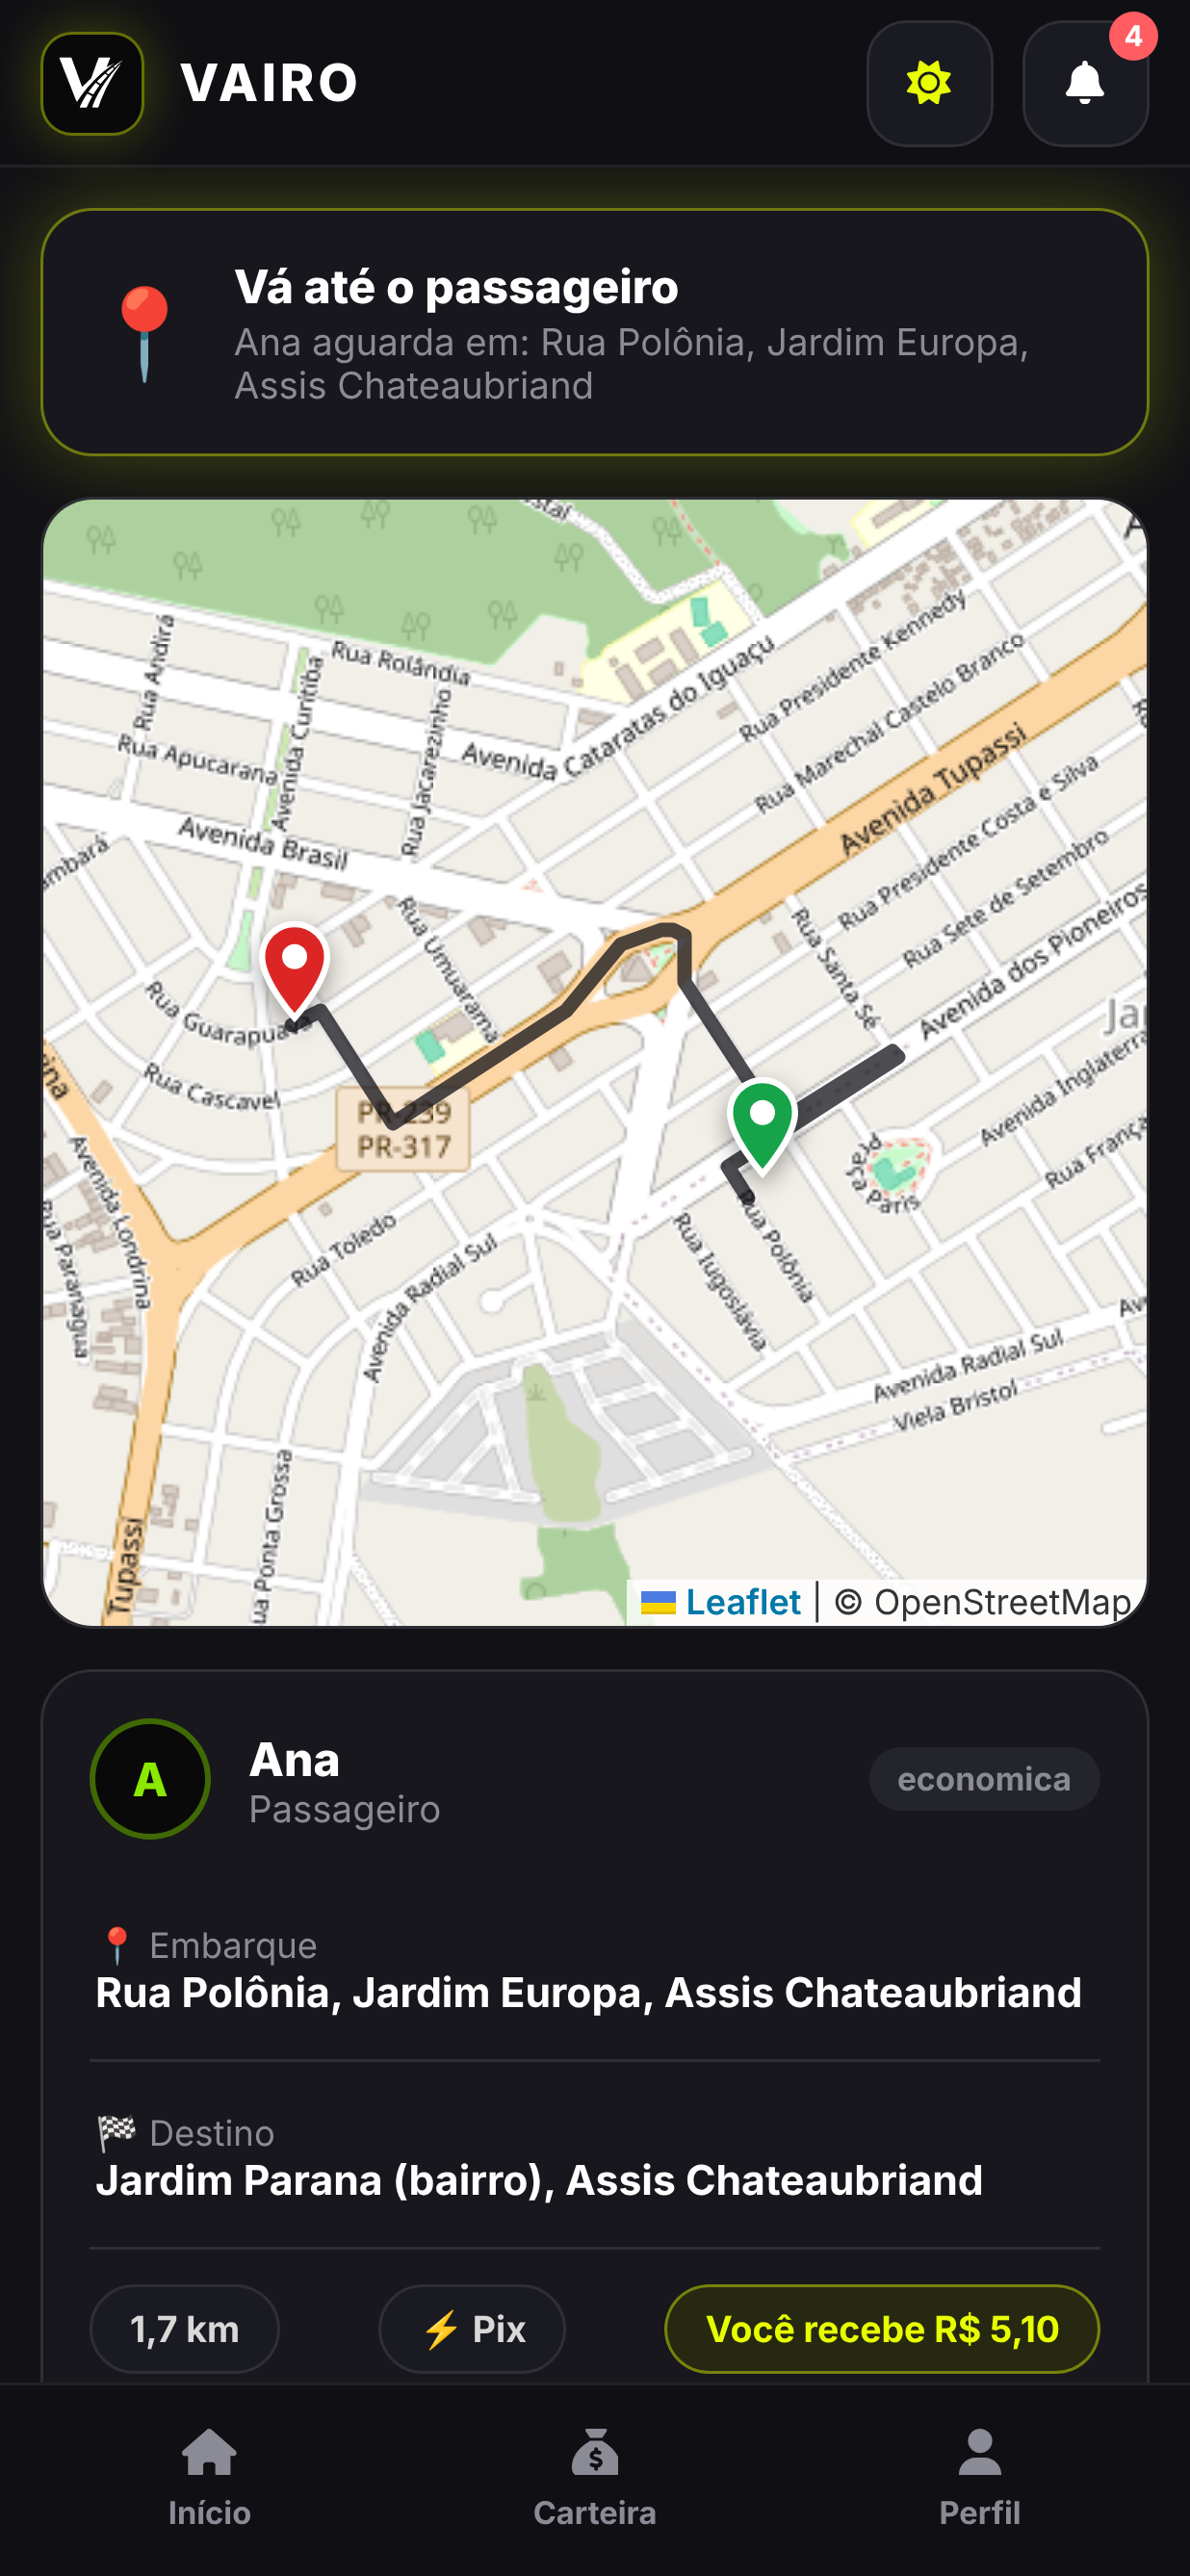 VAIRO
4
Vá até o passageiro
Ana aguarda em: Rua Polônia, Jardim Europa,
Assis Chateaubriand
Rua Andirá
Avenida Curitiba
Rua Rolândia
Rua Jacarezinho
Rua Apucarana
Avenida Brasil
Avenida Cataratas do Iguaçu
Rua Presidente Kennedy
Rua Marechal Castelo Branco
Avenida Tupassi
Rua Presidente Costa e Silva
Rua Sete de Setembro
Avenida dos Pioneiros
Rua Umuarama
Rua Santa Sé
Rua Cascavel
PR-239
PR-317
Avenida Inglaterra
Rua França
Praça Paris
Avenida Londrina
Rua Paranaguá
Rua Toledo
Avenida Radial Sul
Rua Iugoslávia
Rua Polônia
Avenida Radial Sul
Viela Bristol
Tupassi
Leaflet | © OpenStreetMap
A
Ana
Passageiro
economica
Embarque
Rua Polônia, Jardim Europa, Assis Chateaubriand
Destino
Jardim Parana (bairro), Assis Chateaubriand
1,7 km
Pix
Você recebe R$ 5,10
Início
Carteira
Perfil